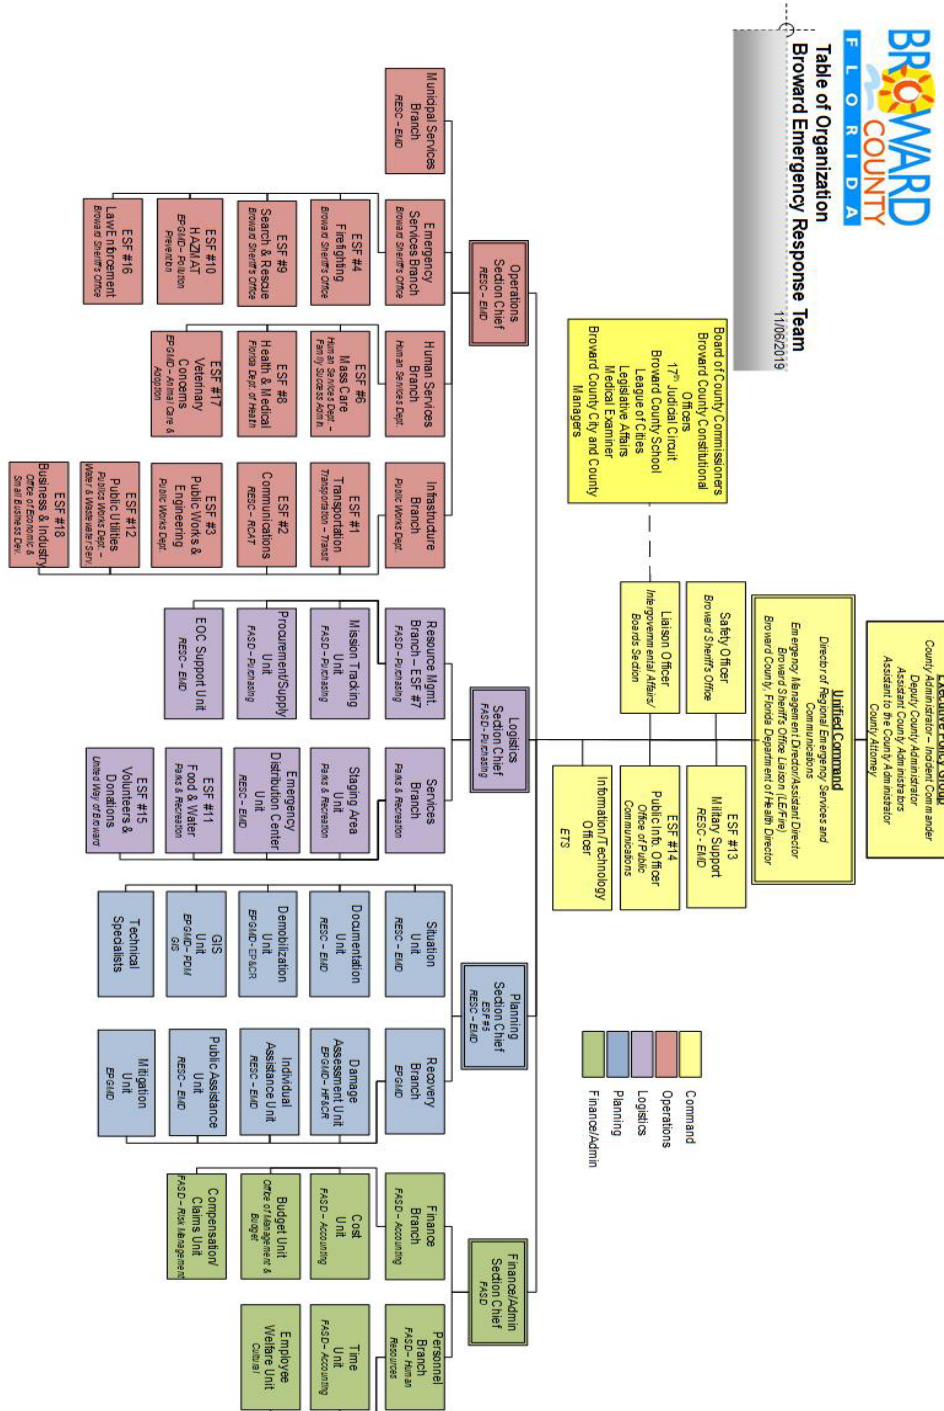 BROWARD
COUNTY
FLORIDA
Table of Organization
Broward Emergency Response Team
11/06/2019
Executive Policy Group
County Administrator – Incident Commander
Deputy County Administrator
Assistant County Administrators
Assistant to the County Administrator
County Attorney
Unified Command
Director of Regional Emergency Services and
Communications
Emergency Management Director/Assistant Director
Broward Sheriff's Office Liaison (LE/Fire)
Broward County, Florida Department of Health Director
Board of County Commissioners
Broward County Constitutional
Officers
17th Judicial Circuit
Broward County School
League of Cities
Legislative Affairs
Medical Examiner
Broward County City and County
Managers
Safety Officer
Broward Sheriff's Office
Liaison Officer
Intergovernmental Affairs/
Boards Section
ESF #13
Military Support
RESC – EMD
ESF #14
Public Info. Officer
Office of Public
Communications
Information/Technology
Officer
ETS
Command
Operations
Logistics
Planning
Finance/Admin
Operations
Section Chief
RESC – EMD
Municipal Services
Branch
RESC – EMD
Emergency
Services Branch
Broward Sheriff's Office
ESF #4
Firefighting
Broward Sheriff's Office
ESF #9
Search & Rescue
Broward Sheriff's Office
ESF #10
HAZMAT
EPGMD – Pollution
Prevention
ESF #16
Law Enforcement
Broward Sheriff's Office
Human Services
Branch
Human Services Dept.
ESF #6
Mass Care
Human Services Dept. –
Family Success Admin.
ESF #8
Health & Medical
Florida Dept of Health
ESF #17
Veterinary
Concerns
EPGMD – Animal Care &
Adoption
Infrastructure
Branch
Public Works Dept.
ESF #1
Transportation
Transportation – Transit
ESF #2
Communications
RESC – RCAT
ESF #3
Public Works &
Engineering
Public Works Dept.
ESF #12
Public Utilities
Publics Works Dept. –
Water & Wastewater Serv.
ESF #18
Business & Industry
Office of Economic &
Small Business Dev.
Logistics
Section Chief
FASD - Purchasing
Resource Mgmt.
Branch – ESF #7
FASD – Purchasing
Mission Tracking
Unit
FASD – Purchasing
Procurement/Supply
Unit
FASD – Purchasing
EOC Support Unit
RESC – EMD
Services
Branch
Parks & Recreation
Staging Area
Unit
Parks & Recreation
Emergency
Distribution Center
Unit
RESC – EMD
ESF #11
Food & Water
Parks & Recreation
ESF #15
Volunteers &
Donations
United Way of Broward
Planning
Section Chief
ESF #5
RESC – EMD
Situation
Unit
RESC – EMD
Documentation
Unit
RESC – EMD
Demobilization
Unit
EPGMD - EP&CR
GIS
Unit
EPGMD – PDM
GIS
Technical
Specialists
Recovery
Branch
EPGMD
Damage
Assessment Unit
EPGMD – HF&CR
Individual
Assistance Unit
RESC – EMD
Public Assistance
Unit
RESC – EMD
Mitigation
Unit
EPGMD
Finance/Admin
Section Chief
FASD
Finance
Branch
FASD – Accounting
Cost
Unit
FASD – Accounting
Budget Unit
Office of Management &
Budget
Compensation/
Claims Unit
FASD – Risk Management
Personnel
Branch
FASD – Human
Resources
Time
Unit
FASD – Accounting
Employee
Welfare Unit
Cultural